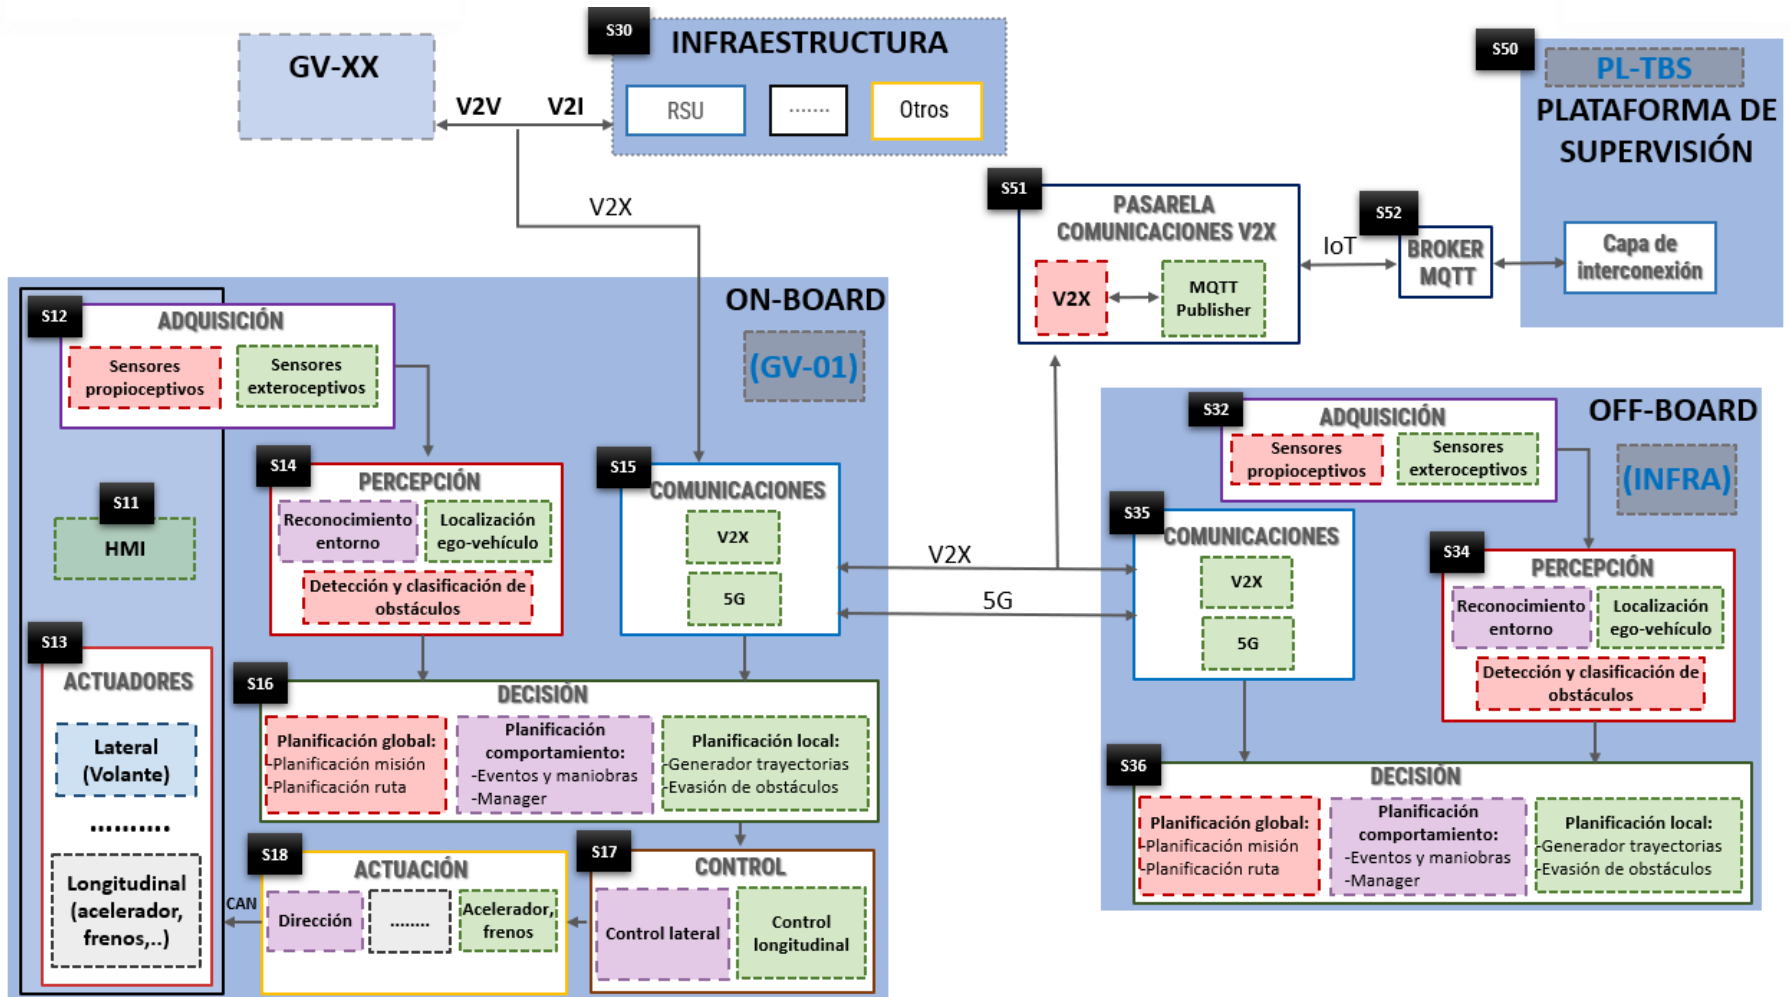 GV-XX
V2V
V2I
S30
INFRAESTRUCTURA
RSU
.......
Otros
S50
PL-TBS
PLATAFORMA DE
SUPERVISIÓN
Capa de
interconexión
V2X
S51
PASARELA
COMUNICACIONES V2X
V2X
MQTT
Publisher
IoT
S52
BROKER
MQTT
ON-BOARD
(GV-01)
S12
ADQUISICIÓN
Sensores
propioceptivos
Sensores
exteroceptivos
S11
HMI
S14
PERCEPCIÓN
Reconocimiento
entorno
Localización
ego-vehículo
Detección y clasificación de
obstáculos
S15
COMUNICACIONES
V2X
5G
V2X
5G
S13
ACTUADORES
Lateral
(Volante)
..........
Longitudinal
(acelerador,
frenos,..)
S16
DECISIÓN
Planificación global:
-Planificación misión
-Planificación ruta
Planificación
comportamiento:
-Eventos y maniobras
-Manager
Planificación local:
-Generador trayectorias
-Evasión de obstáculos
CAN
S18
ACTUACIÓN
Dirección
........
Acelerador,
frenos
S17
CONTROL
Control lateral
Control
longitudinal
OFF-BOARD
(INFRA)
S32
ADQUISICIÓN
Sensores
propioceptivos
Sensores
exteroceptivos
S35
COMUNICACIONES
V2X
5G
S34
PERCEPCIÓN
Reconocimiento
entorno
Localización
ego-vehículo
Detección y clasificación de
obstáculos
S36
DECISIÓN
Planificación global:
-Planificación misión
-Planificación ruta
Planificación
comportamiento:
-Eventos y maniobras
-Manager
Planificación local:
-Generador trayectorias
-Evasión de obstáculos